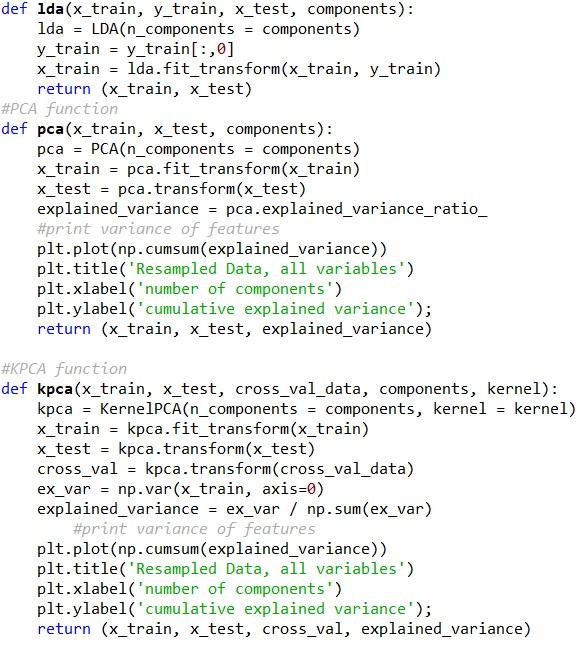 def lda(x_train, y_train, x_test, components):
    lda = LDA(n_components = components)
    y_train = y_train[:,0]
    x_train = lda.fit_transform(x_train, y_train)
    return (x_train, x_test)
#PCA function
def pca(x_train, x_test, components):
    pca = PCA(n_components = components)
    x_train = pca.fit_transform(x_train)
    x_test = pca.transform(x_test)
    explained_variance = pca.explained_variance_ratio_
    #print variance of features
    plt.plot(np.cumsum(explained_variance))
    plt.title('Resampled Data, all variables')
    plt.xlabel('number of components')
    plt.ylabel('cumulative explained variance');
    return (x_train, x_test, explained_variance)

#KPCA function
def kpca(x_train, x_test, cross_val_data, components, kernel):
    kpca = KernelPCA(n_components = components, kernel = kernel)
    x_train = kpca.fit_transform(x_train)
    x_test = kpca.transform(x_test)
    cross_val = kpca.transform(cross_val_data)
    ex_var = np.var(x_train, axis=0)
    explained_variance = ex_var / np.sum(ex_var)
        #print variance of features
    plt.plot(np.cumsum(explained_variance))
    plt.title('Resampled Data, all variables')
    plt.xlabel('number of components')
    plt.ylabel('cumulative explained variance');
    return (x_train, x_test, cross_val, explained_variance)